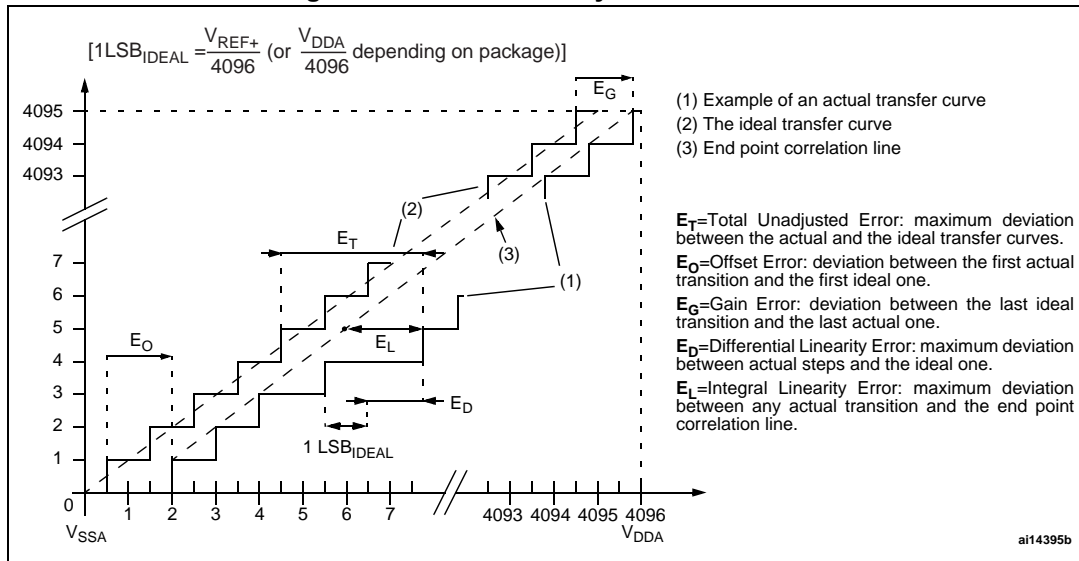 [1LSBIDEAL = VREF+ / 4096 (or VDDA / 4096 depending on package)]
EG
4095
4094
4093
(1) Example of an actual transfer curve
(2) The ideal transfer curve
(3) End point correlation line
(2)
ET
(3)
(1)
7
6
5
4
3
2
1
0
EO
EL
ED
1 LSBIDEAL
ET=Total Unadjusted Error: maximum deviation
between the actual and the ideal transfer curves.
EO=Offset Error: deviation between the first actual
transition and the first ideal one.
EG=Gain Error: deviation between the last ideal
transition and the last actual one.
ED=Differential Linearity Error: maximum deviation
between actual steps and the ideal one.
EL=Integral Linearity Error: maximum deviation
between any actual transition and the end point
correlation line.
1 2 3 4 5 6 7 4093 4094 4095 4096
VSSA VDDA
ai14395b